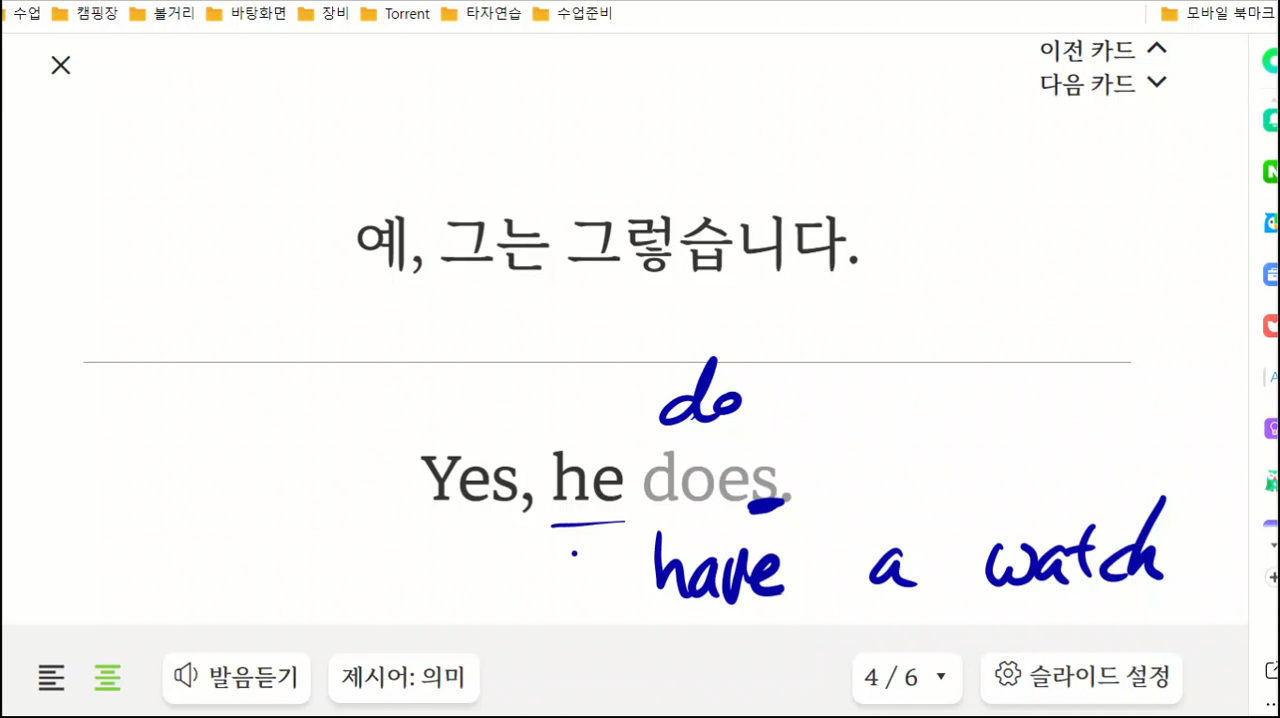 수업 캠핑장 볼거리 바탕화면 장비 Torrent 타자연습 수업준비 모바일 북마크
이전 카드
다음 카드
예, 그는 그렇습니다.
do
Yes, he does.
have a watch
발음듣기 제시어: 의미 4 / 6 슬라이드 설정